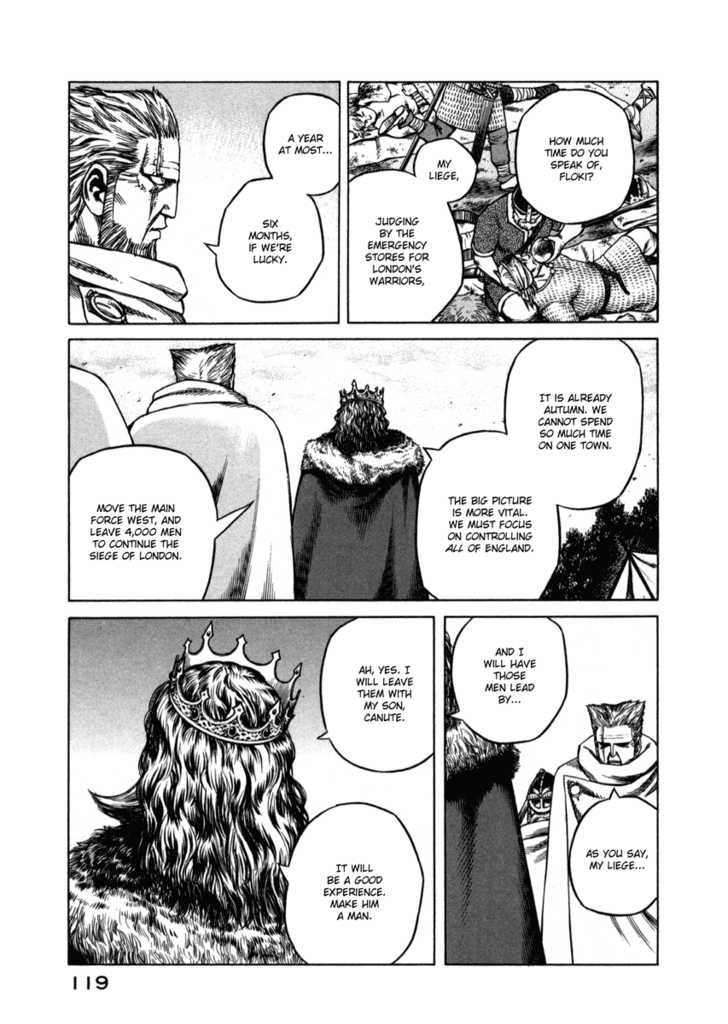 HOW MUCH
TIME DO YOU
SPEAK OF,
FLOKI?
MY
LIEGE,
JUDGING
BY THE
EMERGENCY
STORES FOR
LONDON'S
WARRIORS,
A YEAR
AT MOST...
SIX
MONTHS,
IF WE'RE
LUCKY.
IT IS ALREADY
AUTUMN. WE
CANNOT SPEND
SO MUCH TIME
ON ONE TOWN.
THE BIG PICTURE
IS MORE VITAL.
WE MUST FOCUS
ON CONTROLLING
ALL OF ENGLAND.
MOVE THE MAIN
FORCE WEST, AND
LEAVE 4,000 MEN
TO CONTINUE THE
SIEGE OF LONDON.
AND I
WILL HAVE
THOSE
MEN LEAD
BY...
AS YOU SAY,
MY LIEGE...
AH, YES. I
WILL LEAVE
THEM WITH
MY SON,
CANUTE.
IT WILL
BE A GOOD
EXPERIENCE.
MAKE HIM
A MAN.
119